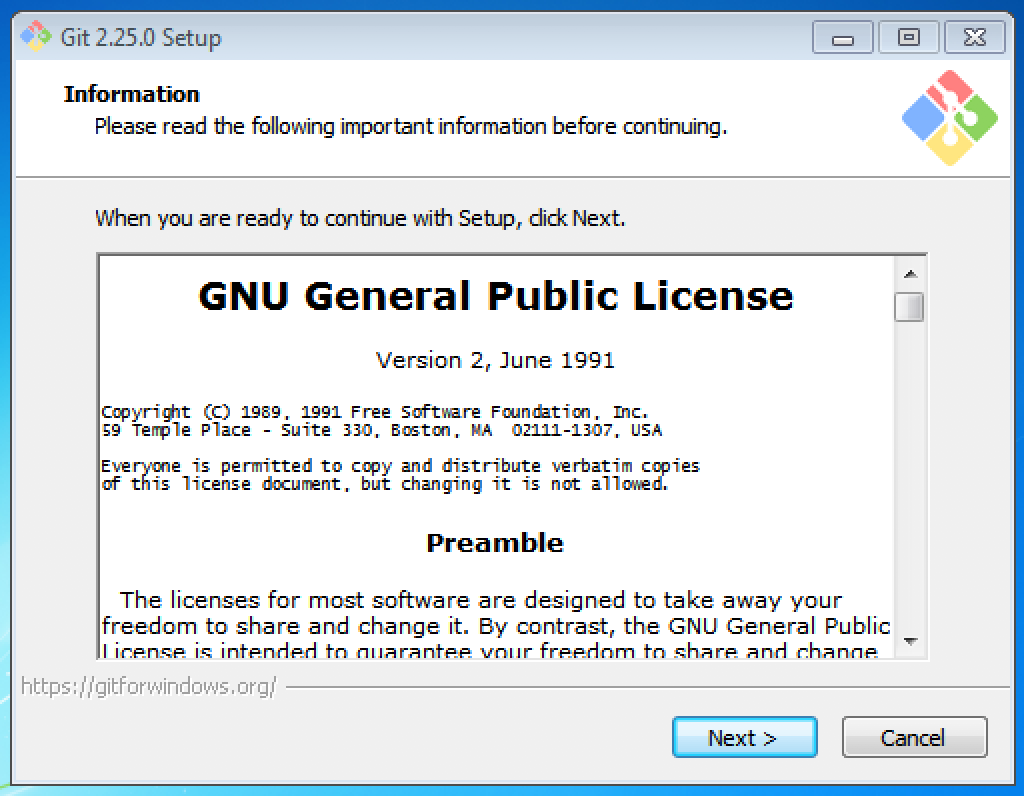 Git 2.25.0 Setup
Information
Please read the following important information before continuing.
When you are ready to continue with Setup, click Next.
GNU General Public License
Version 2, June 1991
Copyright (C) 1989, 1991 Free Software Foundation, Inc.
59 Temple Place - Suite 330, Boston, MA  02111-1307, USA
Everyone is permitted to copy and distribute verbatim copies
of this license document, but changing it is not allowed.
Preamble
The licenses for most software are designed to take away your
freedom to share and change it. By contrast, the GNU General Public
License is intended to guarantee your freedom to share and change
https://gitforwindows.org/
Next >
Cancel